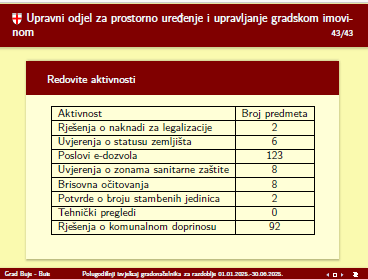 Upravni odjel za prostorno uređenje i upravljanje gradskom imovi-
nom
43/43
Redovite aktivnosti
Aktivnost Broj predmeta
Rješenja o naknadi za legalizacije 2
Uvjerenja o statusu zemljišta 6
Poslovi e-dozvola 123
Uvjerenja o zonama sanitarne zaštite 8
Brisovna očitovanja 8
Potvrde o broju stambenih jedinica 2
Tehnički pregledi 0
Rješenja o komunalnom doprinosu 92
Grad Buje - Buie Polugodišnji izvještaj gradonačelnika za razdoblje 01.01.2025.-30.06.2025.